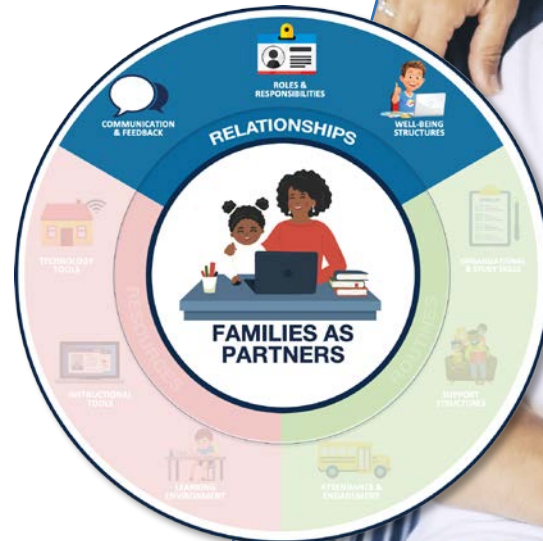 ROLES &
RESPONSIBILITIES
COMMUNICATION
& FEEDBACK
WELL-BEING
STRUCTURES
RELATIONSHIPS
TECHNOLOGY
TOOLS
ORGANIZATIONAL
& STUDY SKILLS
RESOURCES
ROUTINES
FAMILIES AS
PARTNERS
INSTRUCTIONAL
TOOLS
SUPPORT
STRUCTURES
LEARNING
ENVIRONMENT
ATTENDANCE &
ENGAGEMENT